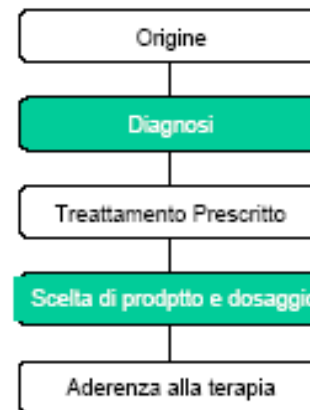 Origine
Diagnosi
Treattamento Prescritto
Scelta di prodptto e dosaggio
Aderenza alla terapia